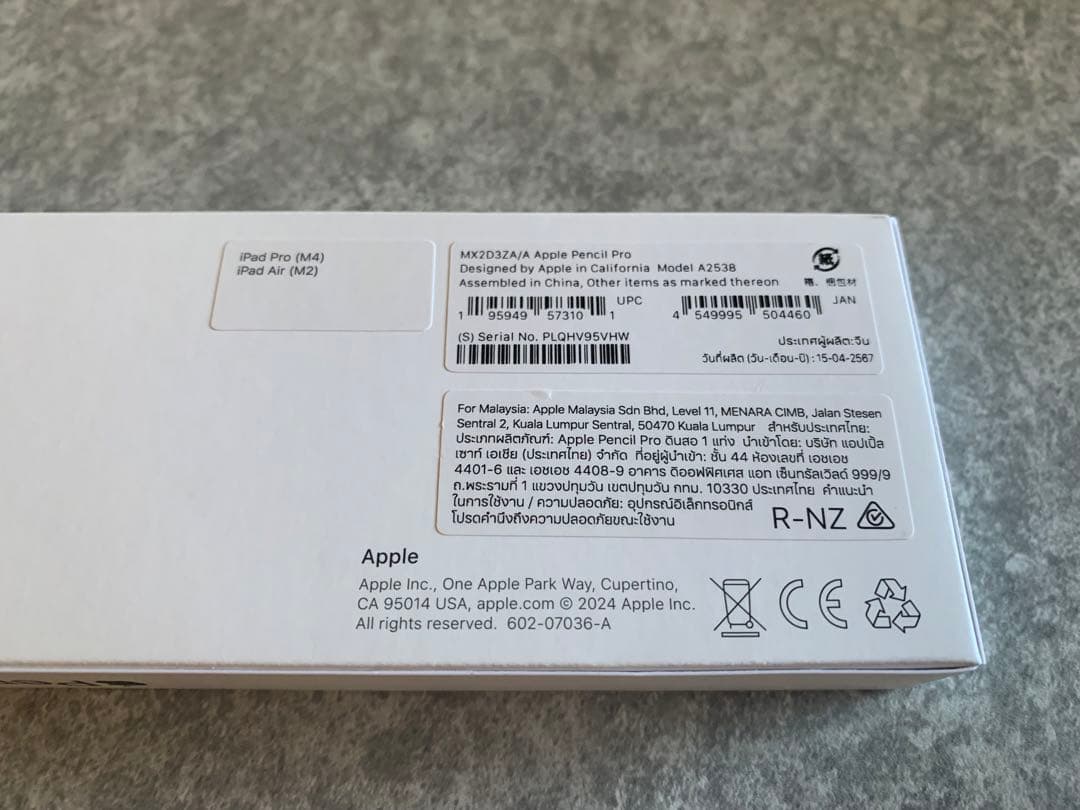 iPad Pro (M4)
iPad Air (M2)
MX2D3ZA/A Apple Pencil Pro
Designed by Apple in California Model A2538
Assembled in China, Other items as marked thereon
紙
箱、梱包材
1 95949 57310 1 UPC
4 549995 504460 JAN
(S) Serial No. PLQHV95VHW
ประเทศผู้ผลิต:จีน
วันที่ผลิต (วัน-เดือน-ปี) : 15-04-2567
For Malaysia: Apple Malaysia Sdn Bhd, Level 11, MENARA CIMB, Jalan Stesen
Sentral 2, Kuala Lumpur Sentral, 50470 Kuala Lumpur สำหรับประเทศไทย:
ประเภทผลิตภัณฑ์: Apple Pencil Pro ดินสอ 1 แท่ง นำเข้าโดย: บริษัท แอปเปิ้ล
เซาท์ เอเชีย (ประเทศไทย) จำกัด ที่อยู่ผู้นำเข้า: ชั้น 44 ห้องเลขที่ เอชเอช
4401-6 และ เอชเอช 4408-9 อาคาร ดิออฟฟิศเศส แอท เซ็นทรัลเวิลด์ 999/9
ถ.พระรามที่ 1 แขวงปทุมวัน เขตปทุมวัน กทม. 10330 ประเทศไทย คำแนะนำ
ในการใช้งาน / ความปลอดภัย: อุปกรณ์อิเล็กทรอนิกส์
โปรดคำนึงถึงความปลอดภัยขณะใช้งาน
R-NZ
Apple
Apple Inc., One Apple Park Way, Cupertino,
CA 95014 USA, apple.com © 2024 Apple Inc.
All rights reserved. 602-07036-A
CE